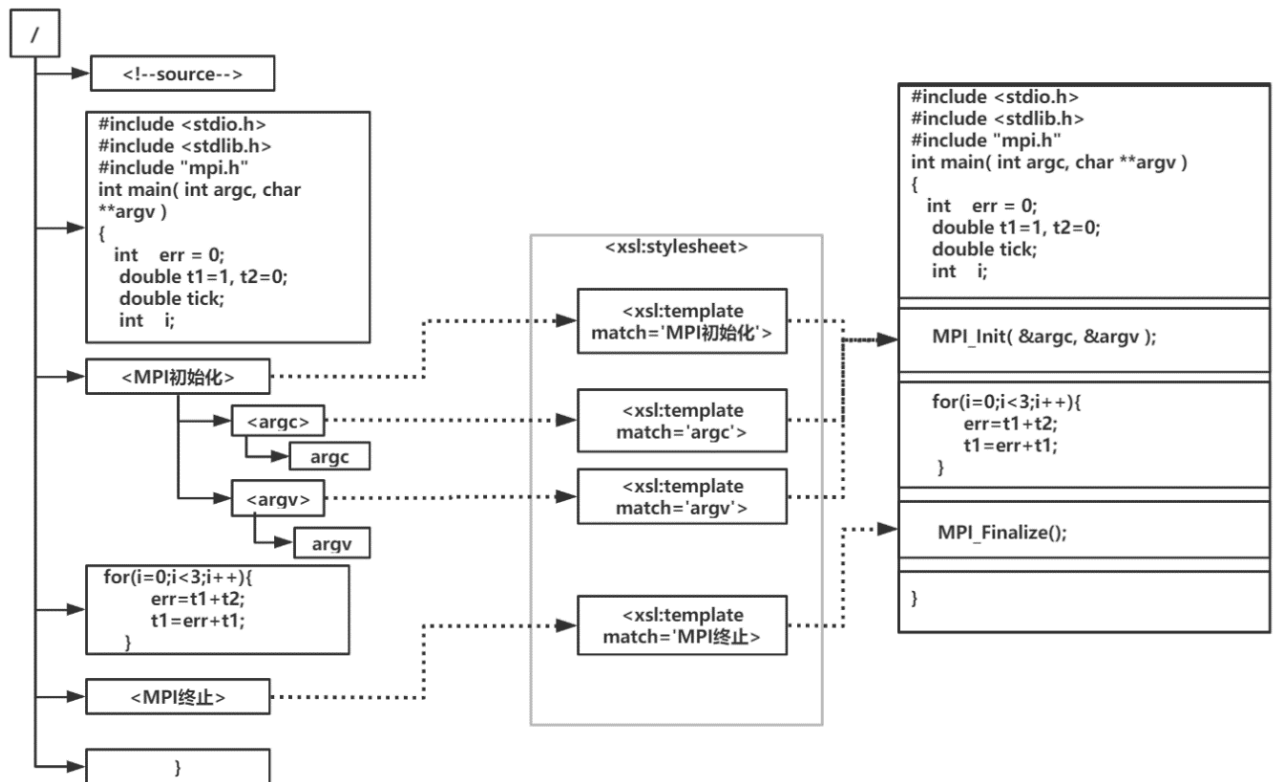 /
<!--source-->
#include <stdio.h>
#include <stdlib.h>
#include "mpi.h"
int main( int argc, char
**argv )
{
int err = 0;
double t1=1, t2=0;
double tick;
int i;
<MPI初始化>
<argc>
argc
<argv>
argv
for(i=0;i<3;i++){
err=t1+t2;
t1=err+t1;
}
<MPI终止>
}
<xsl:stylesheet>
<xsl:template
match='MPI初始化'>
<xsl:template
match='argc'>
<xsl:template
match='argv'>
<xsl:template
match='MPI终止>
#include <stdio.h>
#include <stdlib.h>
#include "mpi.h"
int main( int argc, char **argv )
{
int err = 0;
double t1=1, t2=0;
double tick;
int i;
MPI_Init( &argc, &argv );
for(i=0;i<3;i++){
err=t1+t2;
t1=err+t1;
}
MPI_Finalize();
}